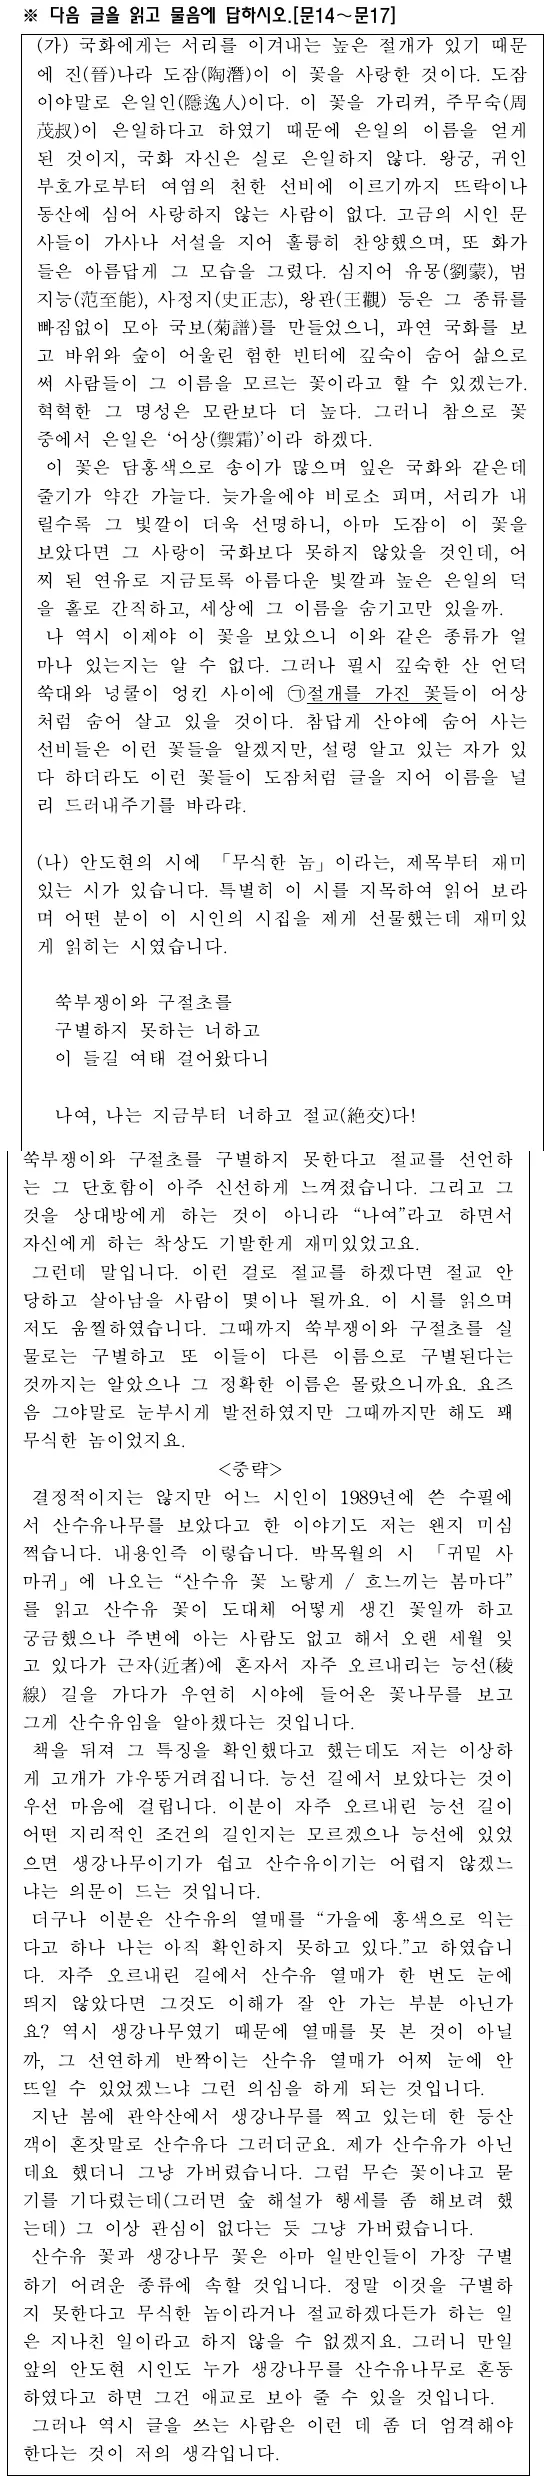 ※ 다음 글을 읽고 물음에 답하시오.[문14～문17]
(가) 국화에게는 서리를 이겨내는 높은 절개가 있기 때문
에 진(晉)나라 도잠(陶潛)이 이 꽃을 사랑한 것이다. 도잠
이야말로 은일인(隱逸人)이다. 이 꽃을 가리켜, 주무숙(周
茂叔)이 은일하다고 하였기 때문에 은일의 이름을 얻게
된 것이지, 국화 자신은 실로 은일하지 않다. 왕궁, 귀인
부호가로부터 여염의 천한 선비에 이르기까지 뜨락이나
동산에 심어 사랑하지 않는 사람이 없다. 고금의 시인 문
사들이 가사나 서설을 지어 훌륭히 찬양했으며, 또 화가
들은 아름답게 그 모습을 그렸다. 심지어 유몽(劉蒙), 범
지능(范至能), 사정지(史正志), 왕관(王觀) 등은 그 종류를
빠짐없이 모아 국보(菊譜)를 만들었으니, 과연 국화를 보
고 바위와 숲이 어울린 험한 빈터에 깊숙이 숨어 삶으로
써 사람들이 그 이름을 모르는 꽃이라고 할 수 있겠는가.
혁혁한 그 명성은 모란보다 더 높다. 그러니 참으로 꽃
중에서 은일은 ‘어상(禦霜)’이라 하겠다.
이 꽃은 담홍색으로 송이가 많으며 잎은 국화와 같은데
줄기가 약간 가늘다. 늦가을에야 비로소 피며, 서리가 내
릴수록 그 빛깔이 더욱 선명하니, 아마 도잠이 이 꽃을
보았다면 그 사랑이 국화보다 못하지 않았을 것인데, 어
찌 된 연유로 지금토록 아름다운 빛깔과 높은 은일의 덕
을 홀로 간직하고, 세상에 그 이름을 숨기고만 있을까.
나 역시 이제야 이 꽃을 보았으니 이와 같은 종류가 얼
마나 있는지는 알 수 없다. 그러나 필시 깊숙한 산 언덕
쑥대와 넝쿨이 엉킨 사이에 ㉠절개를 가진 꽃들이 어상
처럼 숨어 살고 있을 것이다. 참답게 산야에 숨어 사는
선비들은 이런 꽃들을 알겠지만, 설령 알고 있는 자가 있
다 하더라도 이런 꽃들이 도잠처럼 글을 지어 이름을 널
리 드러내주기를 바라랴.
(나) 안도현의 시에 「무식한 놈」이라는, 제목부터 재미
있는 시가 있습니다. 특별히 이 시를 지목하여 읽어 보라
며 어떤 분이 이 시인의 시집을 제게 선물했는데 재미있
게 읽히는 시였습니다.
쑥부쟁이와 구절초를
구별하지 못하는 너하고
이 들길 여태 걸어왔다니
나여, 나는 지금부터 너하고 절교(絶交)다!
쑥부쟁이와 구절초를 구별하지 못한다고 절교를 선언하
는 그 단호함이 아주 신선하게 느껴졌습니다. 그리고 그
것을 상대방에게 하는 것이 아니라 “나여”라고 하면서
자신에게 하는 착상도 기발한게 재미있었고요.
그런데 말입니다. 이런 걸로 절교를 하겠다면 절교 안
당하고 살아남을 사람이 몇이나 될까요. 이 시를 읽으며
저도 움찔하였습니다. 그때까지 쑥부쟁이와 구절초를 실
물로는 구별하고 또 이들이 다른 이름으로 구별된다는
것까지는 알았으나 그 정확한 이름은 몰랐으니까요. 요즈
음 그야말로 눈부시게 발전하였지만 그때까지만 해도 꽤
무식한 놈이었지요.
<중략>
결정적이지는 않지만 어느 시인이 1989년에 쓴 수필에
서 산수유나무를 보았다고 한 이야기도 저는 왠지 미심
쩍습니다. 내용인즉 이렇습니다. 박목월의 시 「귀밑 사
마귀」에 나오는 “산수유 꽃 노랗게 / 흐느끼는 봄마다”
를 읽고 산수유 꽃이 도대체 어떻게 생긴 꽃일까 하고
궁금했으나 주변에 아는 사람도 없고 해서 오랜 세월 잊
고 있다가 근자(近者)에 혼자서 자주 오르내리는 능선(稜
線) 길을 가다가 우연히 시야에 들어온 꽃나무를 보고
그게 산수유임을 알아챘다는 것입니다.
책을 뒤져 그 특징을 확인했다고 했는데도 저는 이상하
게 고개가 갸우뚱거려집니다. 능선 길에서 보았다는 것이
우선 마음에 걸립니다. 이분이 자주 오르내린 능선 길이
어떤 지리적인 조건의 길인지는 모르겠으나 능선에 있었
으면 생강나무이기가 쉽고 산수유이기는 어렵지 않겠느
냐는 의문이 드는 것입니다.
더구나 이분은 산수유의 열매를 “가을에 홍색으로 익는
다고 하나 나는 아직 확인하지 못하고 있다.”고 하였습니
다. 자주 오르내린 길에서 산수유 열매가 한 번도 눈에
띄지 않았다면 그것도 이해가 잘 안 가는 부분 아닌가
요? 역시 생강나무였기 때문에 열매를 못 본 것이 아닐
까, 그 선연하게 반짝이는 산수유 열매가 어찌 눈에 안
뜨일 수 있었겠느냐 그런 의심을 하게 되는 것입니다.
지난 봄에 관악산에서 생강나무를 찍고 있는데 한 등산
객이 혼잣말로 산수유다 그러더군요. 제가 산수유가 아닌
데요 했더니 그냥 가버렸습니다. 그럼 무슨 꽃이냐고 묻
기를 기다렸는데(그러면 숲 해설가 행세를 좀 해보려 했
는데) 그 이상 관심이 없다는 듯 그냥 가버렸습니다.
산수유 꽃과 생강나무 꽃은 아마 일반인들이 가장 구별
하기 어려운 종류에 속할 것입니다. 정말 이것을 구별하
지 못한다고 무식한 놈이라거나 절교하겠다든가 하는 일
은 지나친 일이라고 하지 않을 수 없겠지요. 그러니 만일
앞의 안도현 시인도 누가 생강나무를 산수유나무로 혼동
하였다고 하면 그건 애교로 보아 줄 수 있을 것입니다.
그러나 역시 글을 쓰는 사람은 이런 데 좀 더 엄격해야
한다는 것이 저의 생각입니다.